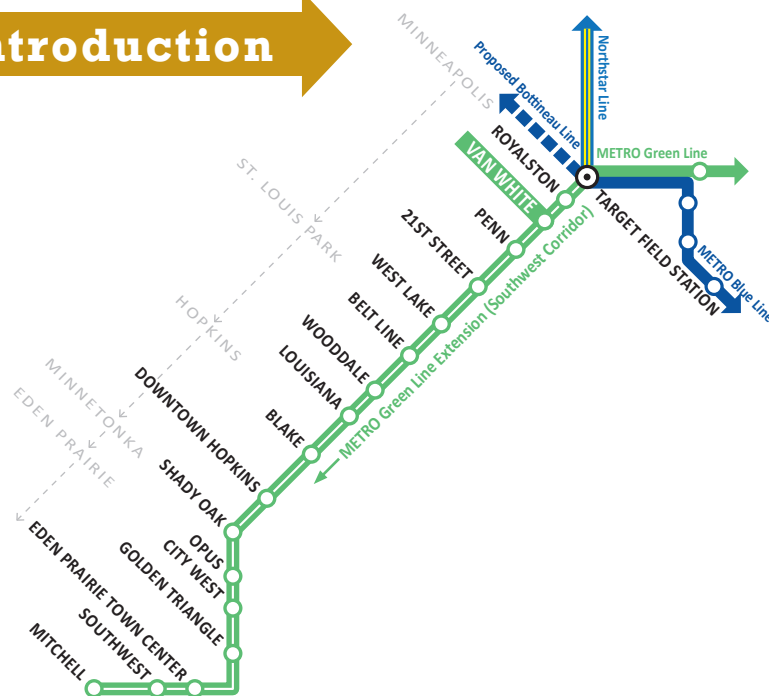 ntroduction
MINNEAPOLIS
ST. LOUIS PARK
HOPKINS
MINNETONKA
EDEN PRAIRIE
Proposed Bottineau Line
Northstar Line
METRO Green Line
METRO Blue Line
TARGET FIELD STATION
ROYALSTON
VAN WHITE
PENN
21ST STREET
WEST LAKE
BELT LINE
WOODDALE
LOUISIANA
BLAKE
DOWNTOWN HOPKINS
SHADY OAK
OPUS
CITY WEST
GOLDEN TRIANGLE
EDEN PRAIRIE TOWN CENTER
SOUTHWEST
MITCHELL
METRO Green Line Extension (Southwest Corridor)